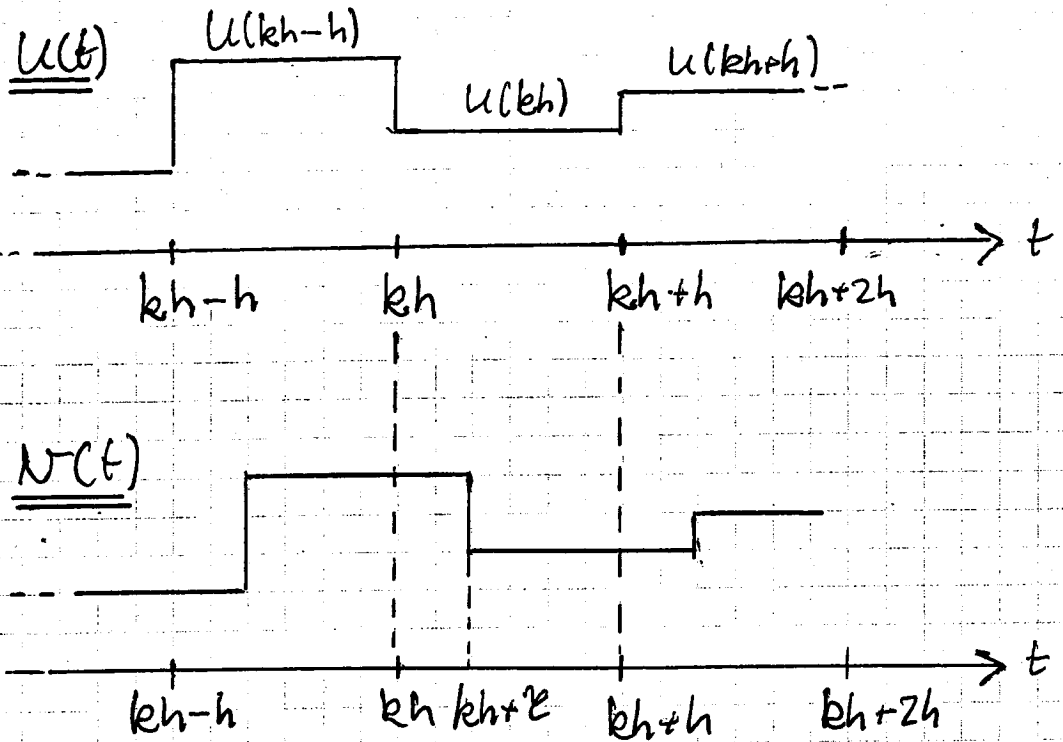 u(t) u(kh-h) u(kh) u(kh+h)
t
kh-h kh kh+h kh+2h
v(t)
t
kh-h kh kh+τ kh+h kh+2h